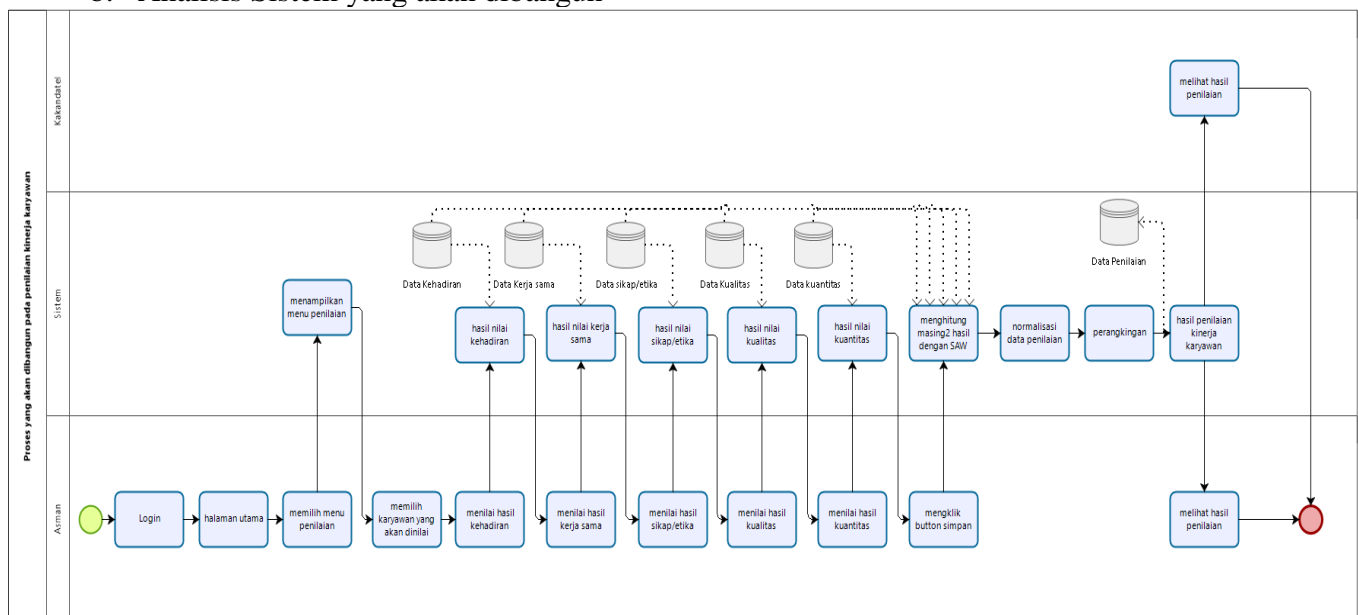 Analisis Sistem yang akan dibangun
Proses yang akan dibangun pada penilaian kinerja karyawan
Kakandatel
melihat hasil
penilaian
Sistem
Data Kehadiran
Data Kerja sama
Data sikap/etika
Data Kualitas
Data kuantitas
Data Penilaian
menampilkan
menu penilaian
hasil nilai
kehadiran
hasil nilai kerja
sama
hasil nilai
sikap/etika
hasil nilai
kualitas
hasil nilai
kuantitas
menghitung
masing2 hasil
dengan SAW
normalisasi
data penilaian
perangkingan
hasil penilaian
kinerja
karyawan
Asman
Login
halaman utama
memilih menu
penilaian
memilih
karyawan yang
akan dinilai
menilai hasil
kehadiran
menilai hasil
kerja sama
menilai hasil
sikap/etika
menilai hasil
kualitas
menilai hasil
kuantitas
mengklik
button simpan
melihat hasil
penilaian